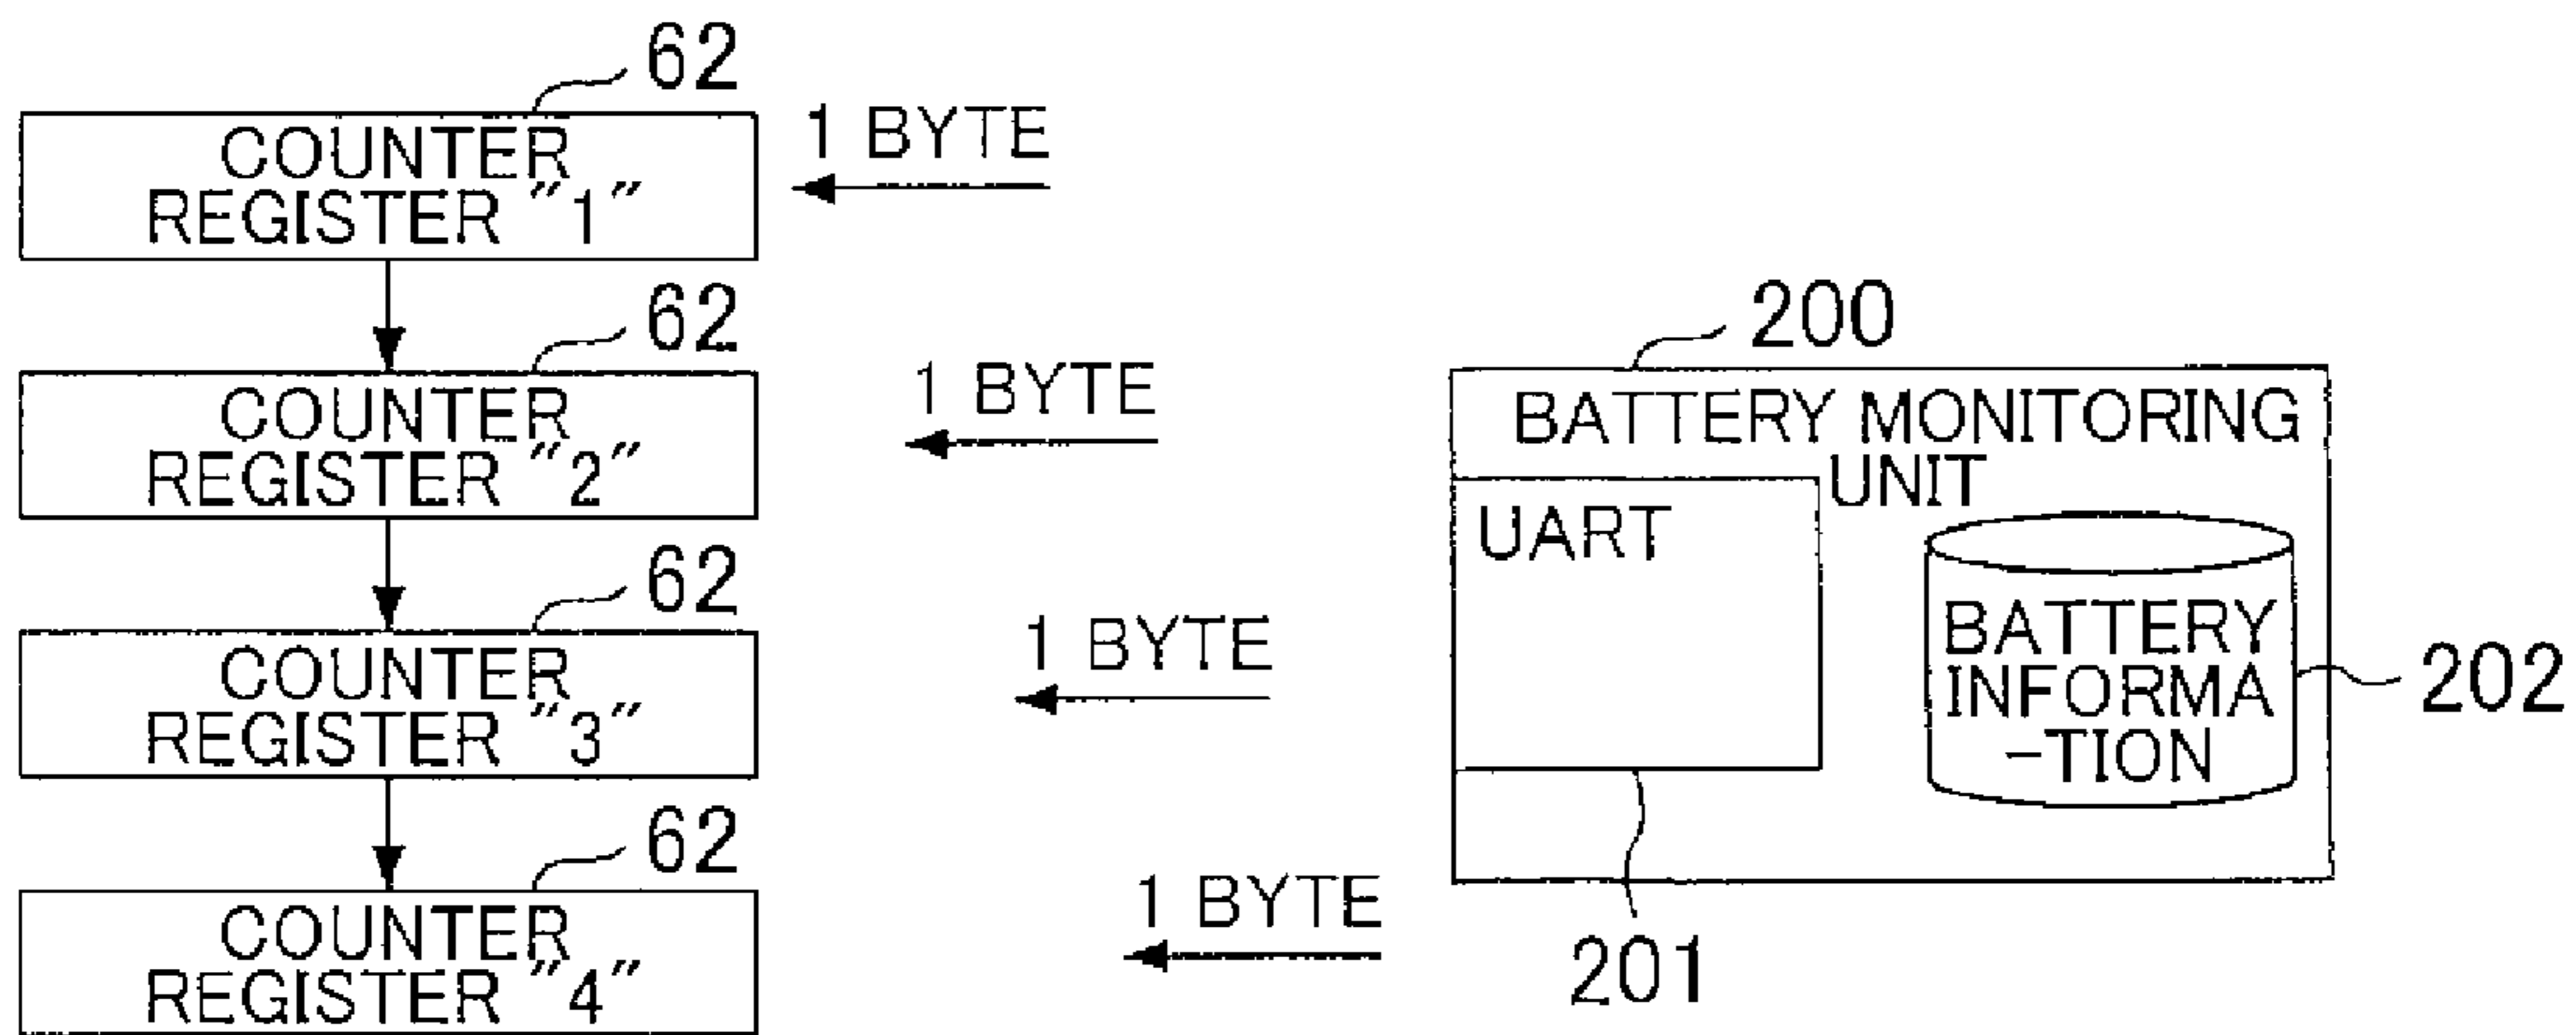 62
COUNTER
REGISTER "1"
1 BYTE
62
COUNTER
REGISTER "2"
1 BYTE
62
COUNTER
REGISTER "3"
1 BYTE
62
COUNTER
REGISTER "4"
1 BYTE
200
BATTERY MONITORING
UNIT
UART
BATTERY
INFORMA
-TION
202
201